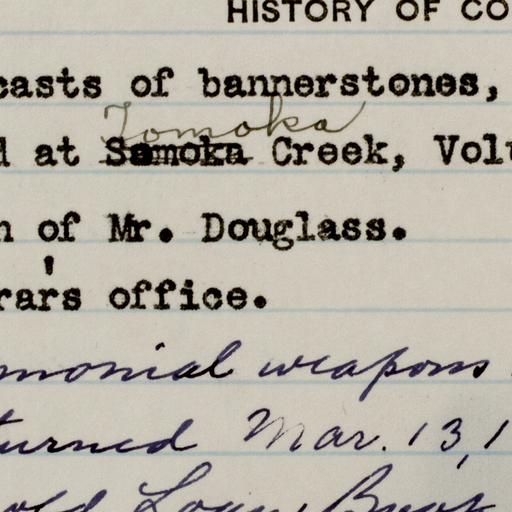 HISTORY OF CO
casts of bannerstones,
Tomoka
d at Samoka Creek, Volu
n of Mr. Douglass.
rar's office.
monial weapons
turned Mar. 13, 1
old Loan Book